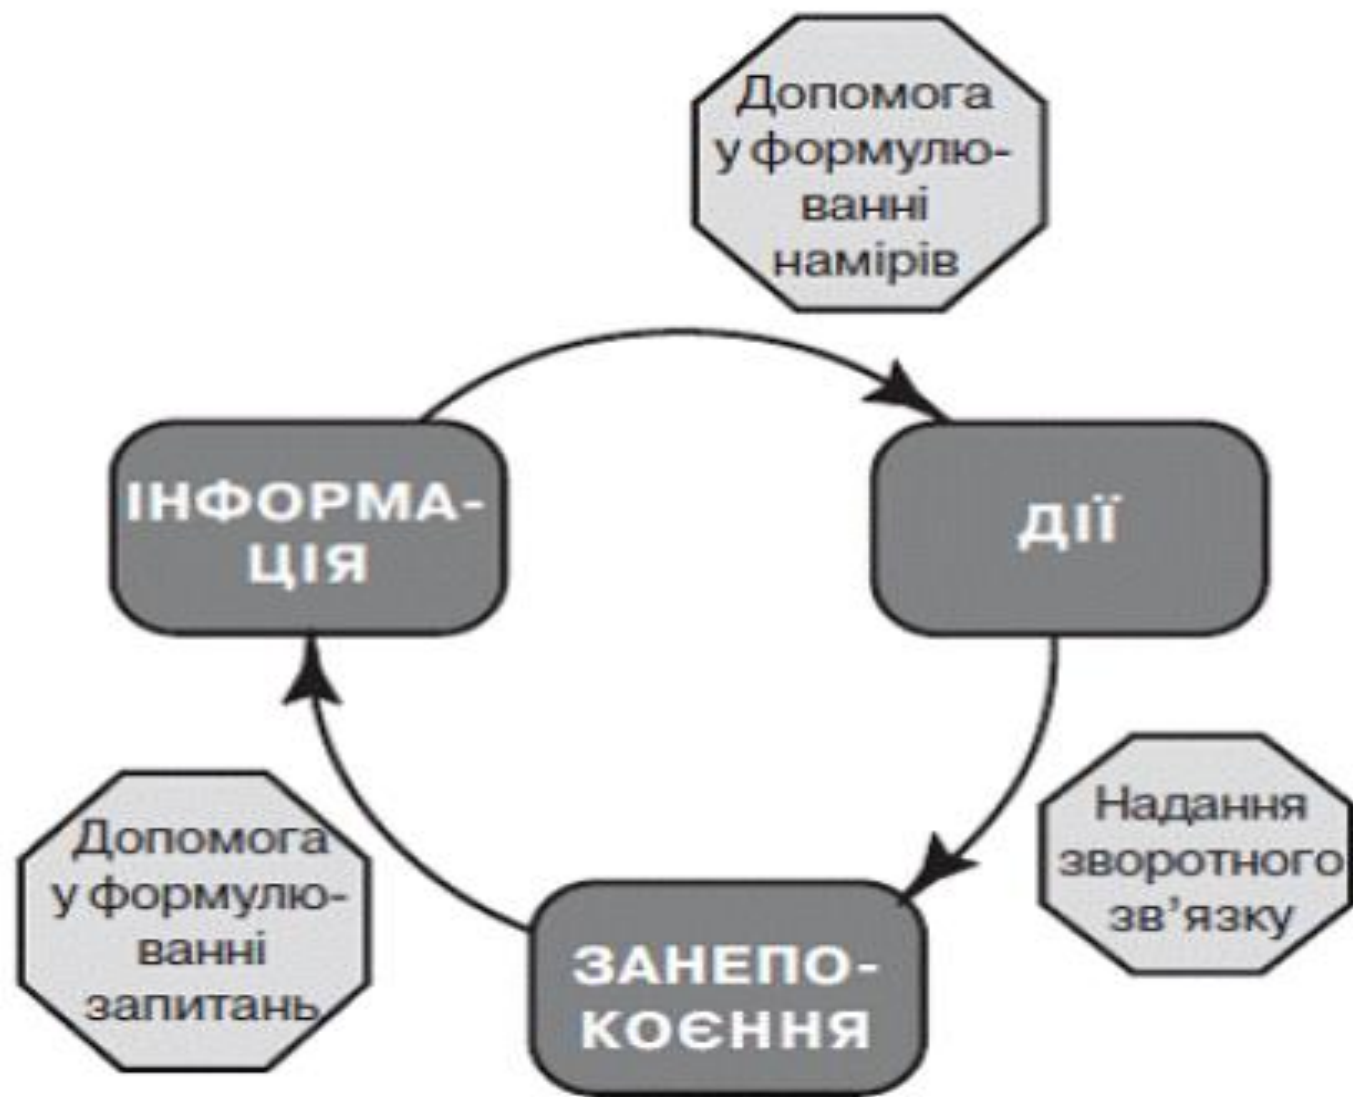 Допомога
у формулю-
ванні
намірів
ІНФОРМА-
ЦІЯ
ДІЇ
Надання
зворотного
зв’язку
Допомога
у формулю-
ванні
запитань
ЗАНЕПО-
КОЄННЯ